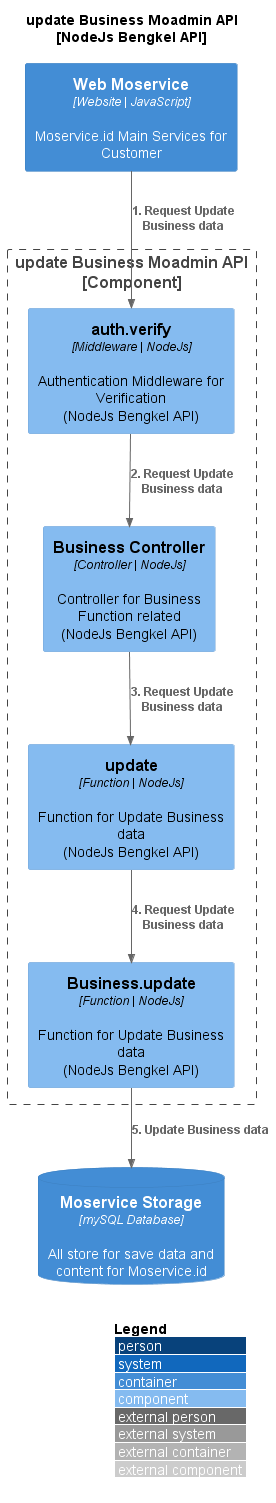 update Business Moadmin API
[NodeJs Bengkel API]
Web Moservice
[Website | JavaScript]
Moservice.id Main Services for
Customer
1. Request Update
Business data
update Business Moadmin API
[Component]
auth.verify
[Middleware | NodeJs]
Authentication Middleware for
Verification
(NodeJs Bengkel API)
2. Request Update
Business data
Business Controller
[Controller | NodeJs]
Controller for Business
Function related
(NodeJs Bengkel API)
3. Request Update
Business data
update
[Function | NodeJs]
Function for Update Business
data
(NodeJs Bengkel API)
4. Request Update
Business data
Business.update
[Function | NodeJs]
Function for Update Business
data
(NodeJs Bengkel API)
5. Update Business data
Moservice Storage
[mySQL Database]
All store for save data and
content for Moservice.id
Legend
person
system
container
component
external person
external system
external container
external component